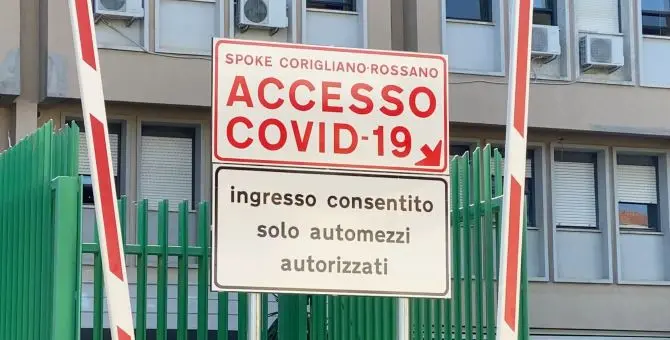 SPOKE CORIGLIANO-ROSSANO
ACCESSO
COVID-19
ingresso consentito
solo automezzi
autorizzati